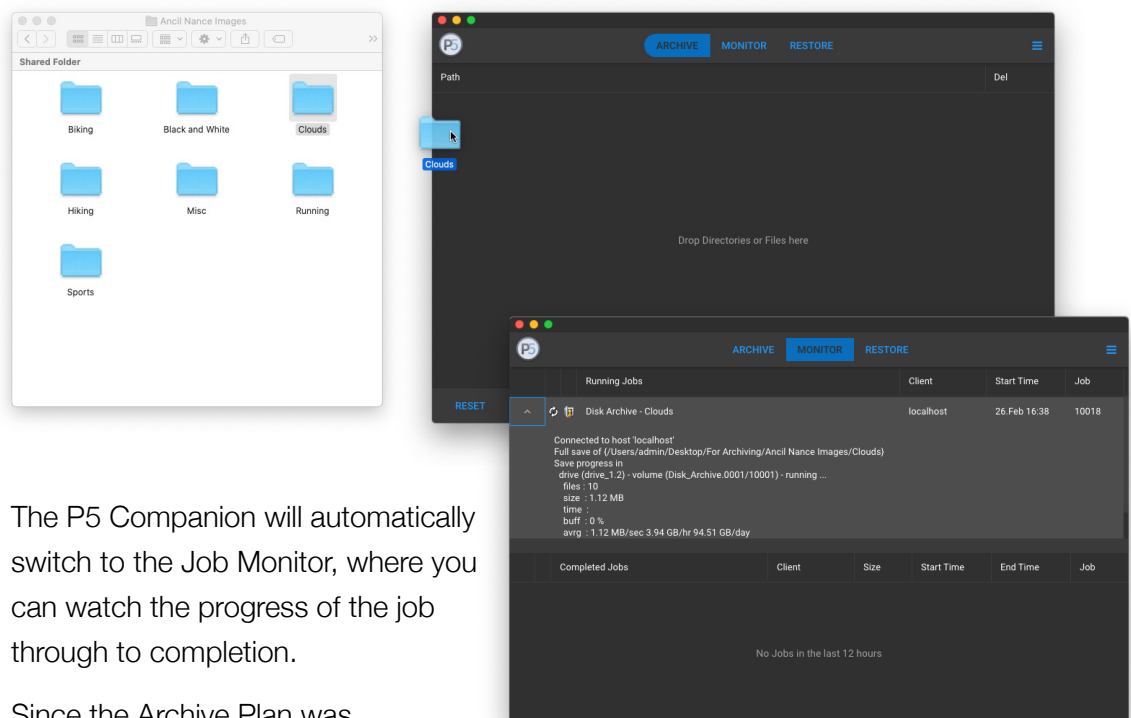 Ancil Nance Images
Shared Folder
Biking
Black and White
Clouds
Hiking
Misc
Running
Sports
P5
ARCHIVE
MONITOR
RESTORE
Path
Del
Clouds
Drop Directories or Files here
RESET
P5
ARCHIVE
MONITOR
RESTORE
Running Jobs
Client
Start Time
Job
Disk Archive - Clouds
localhost
26.Feb 16:38
10018
Connected to host 'localhost'
Full save of {/Users/admin/Desktop/For Archiving/Ancil Nance Images/Clouds}
Save progress in
drive (drive_1.2) - volume (Disk_Archive.0001/10001) - running ...
files : 10
size : 1.12 MB
time :
buff : 0 %
avrg : 1.12 MB/sec 3.94 GB/hr 94.51 GB/day
Completed Jobs
Client
Size
Start Time
End Time
Job
No Jobs in the last 12 hours
The P5 Companion will automatically
switch to the Job Monitor, where you
can watch the progress of the job
through to completion.
Since the Archive Plan was